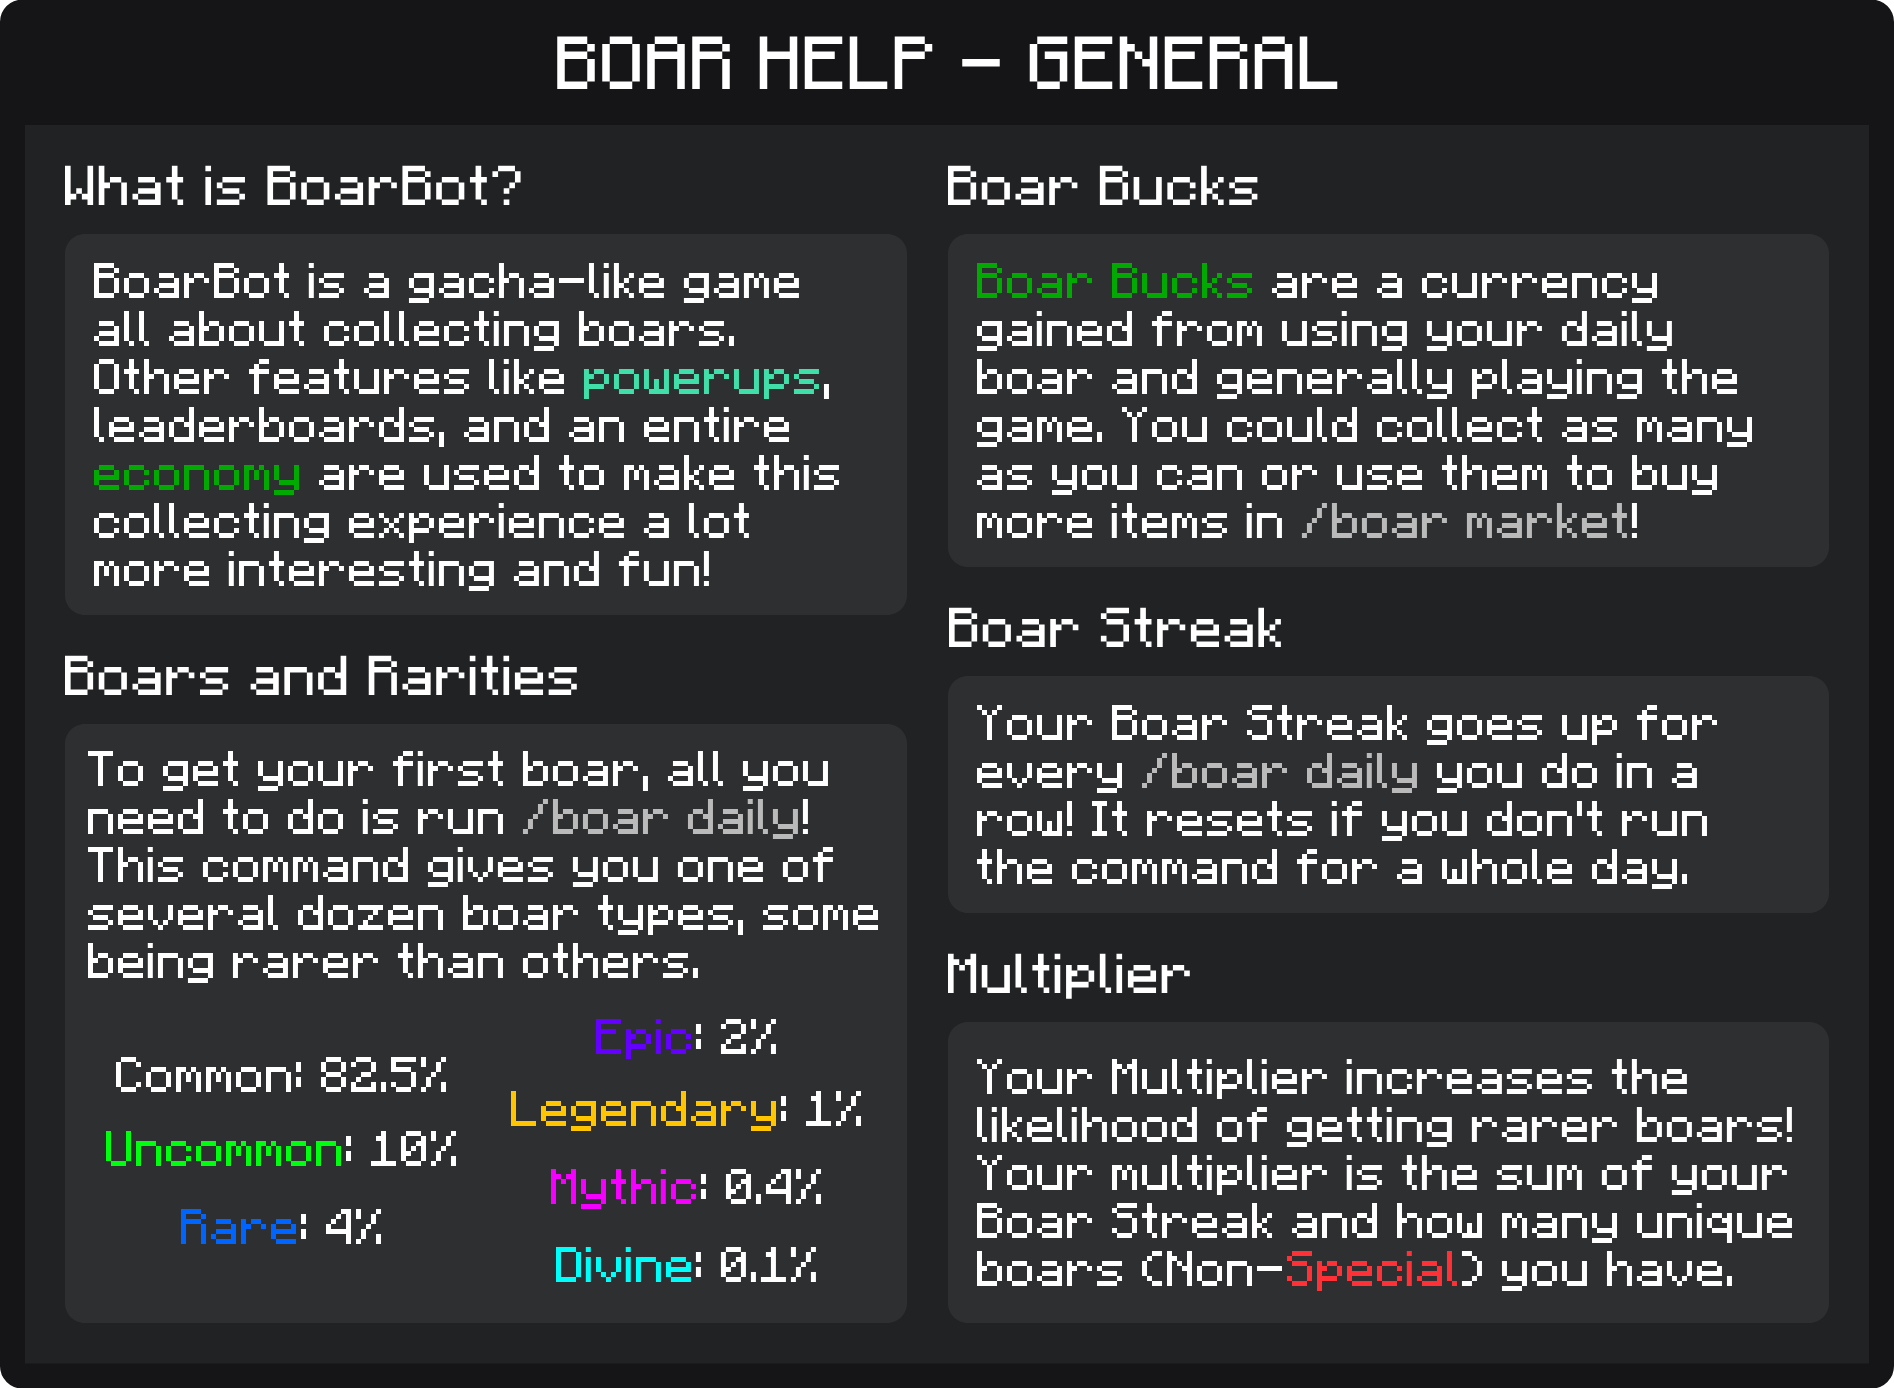 BOAR HELP - GENERAL
What is BoarBot?
BoarBot is a gacha-like game
all about collecting boars.
Other features like powerups,
leaderboards, and an entire
economy are used to make this
collecting experience a lot
more interesting and fun!
Boars and Rarities
To get your first boar, all you
need to do is run /boar daily!
This command gives you one of
several dozen boar types, some
being rarer than others.
Common: 82.5%
Uncommon: 10%
Rare: 4%
Epic: 2%
Legendary: 1%
Mythic: 0.4%
Divine: 0.1%
Boar Bucks
Boar Bucks are a currency
gained from using your daily
boar and generally playing the
game. You could collect as many
as you can or use them to buy
more items in /boar market!
Boar Streak
Your Boar Streak goes up for
every /boar daily you do in a
row! It resets if you don't run
the command for a whole day.
Multiplier
Your Multiplier increases the
likelihood of getting rarer boars!
Your multiplier is the sum of your
Boar Streak and how many unique
boars (Non-Special) you have.